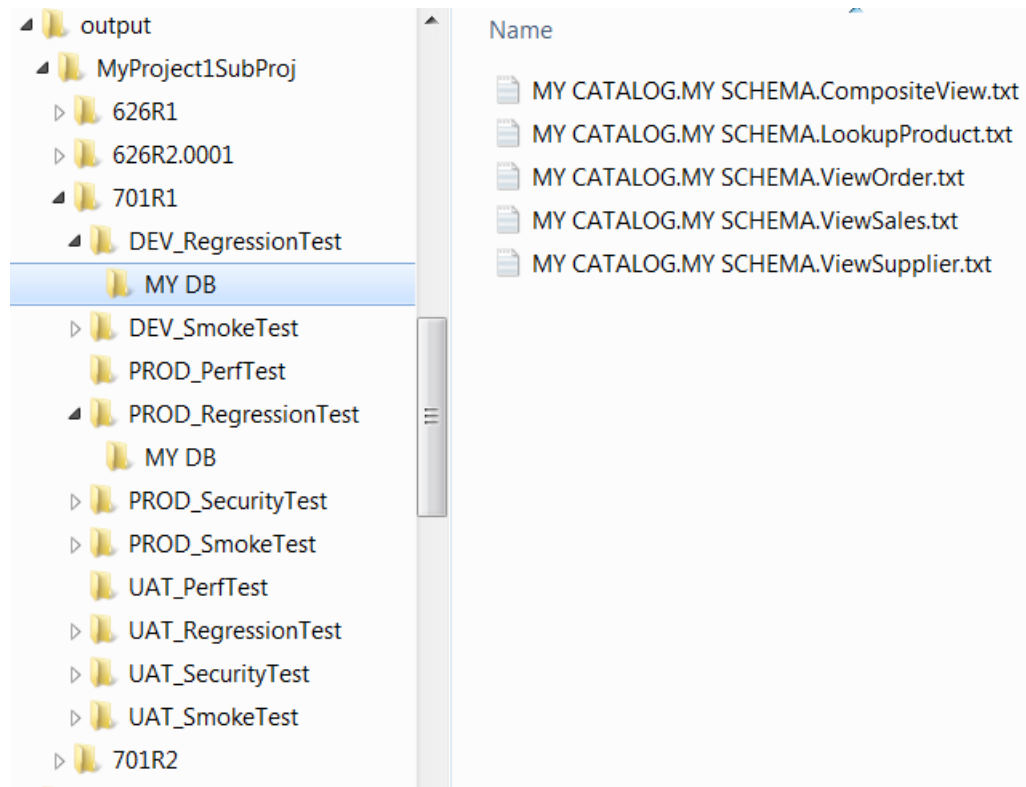 output
MyProject1SubProj
626R1
626R2.0001
701R1
DEV_RegressionTest
MY DB
DEV_SmokeTest
PROD_PerfTest
PROD_RegressionTest
MY DB
PROD_SecurityTest
PROD_SmokeTest
UAT_PerfTest
UAT_RegressionTest
UAT_SecurityTest
UAT_SmokeTest
701R2
Name
MY CATALOG.MY SCHEMA.CompositeView.txt
MY CATALOG.MY SCHEMA.LookupProduct.txt
MY CATALOG.MY SCHEMA.ViewOrder.txt
MY CATALOG.MY SCHEMA.ViewSales.txt
MY CATALOG.MY SCHEMA.ViewSupplier.txt